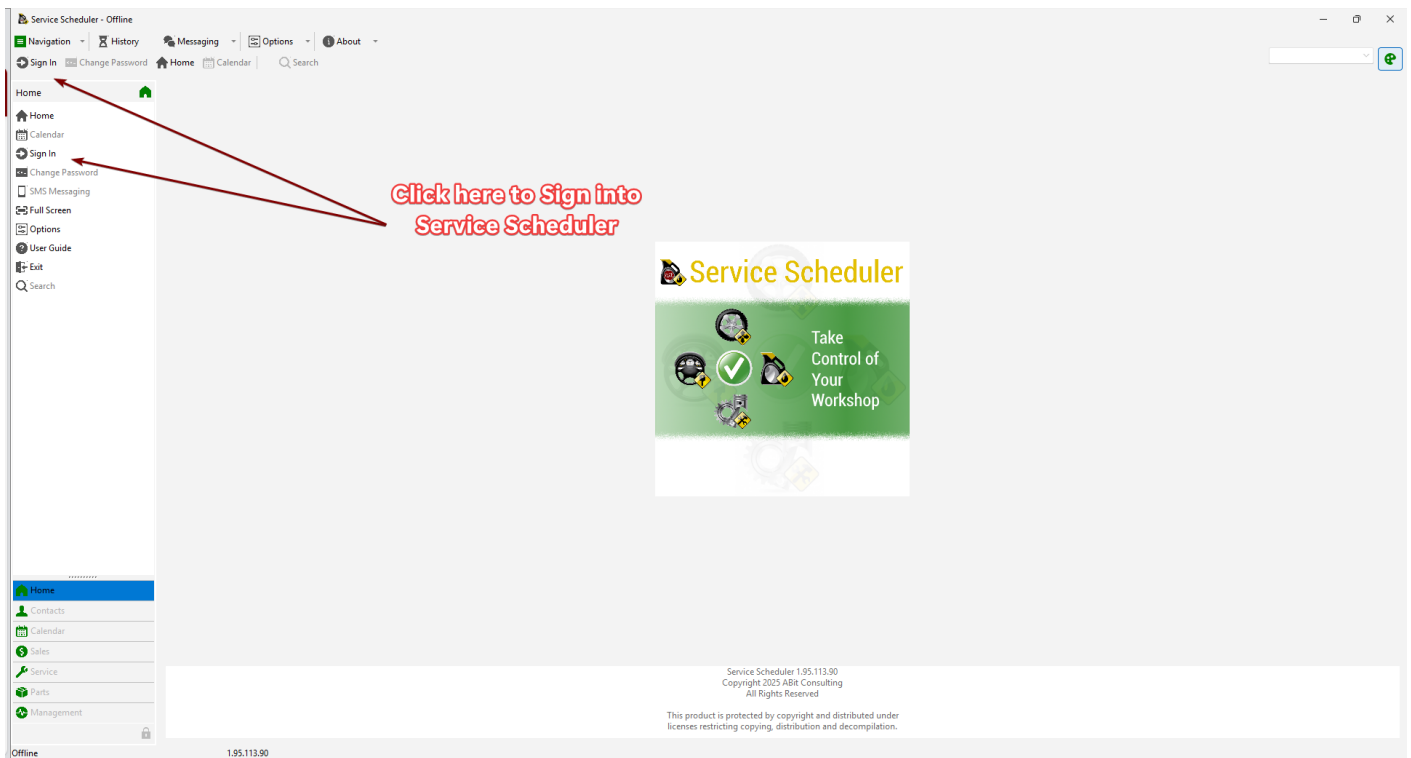 Service Scheduler - Offline
Navigation History Messaging Options About
Sign In Change Password Home Calendar Search
Home
Home
Calendar
Sign In
Change Password
SMS Messaging
Full Screen
Options
User Guide
Exit
Search
Click here to Sign into
Service Scheduler
Service Scheduler
Take
Control of
Your
Workshop
Home
Contacts
Calendar
Sales
Service
Parts
Management
Service Scheduler 1.95.113.90
Copyright 2025 ABit Consulting
All Rights Reserved
This product is protected by copyright and distributed under
licenses restricting copying, distribution and decompilation.
Offline 1.95.113.90